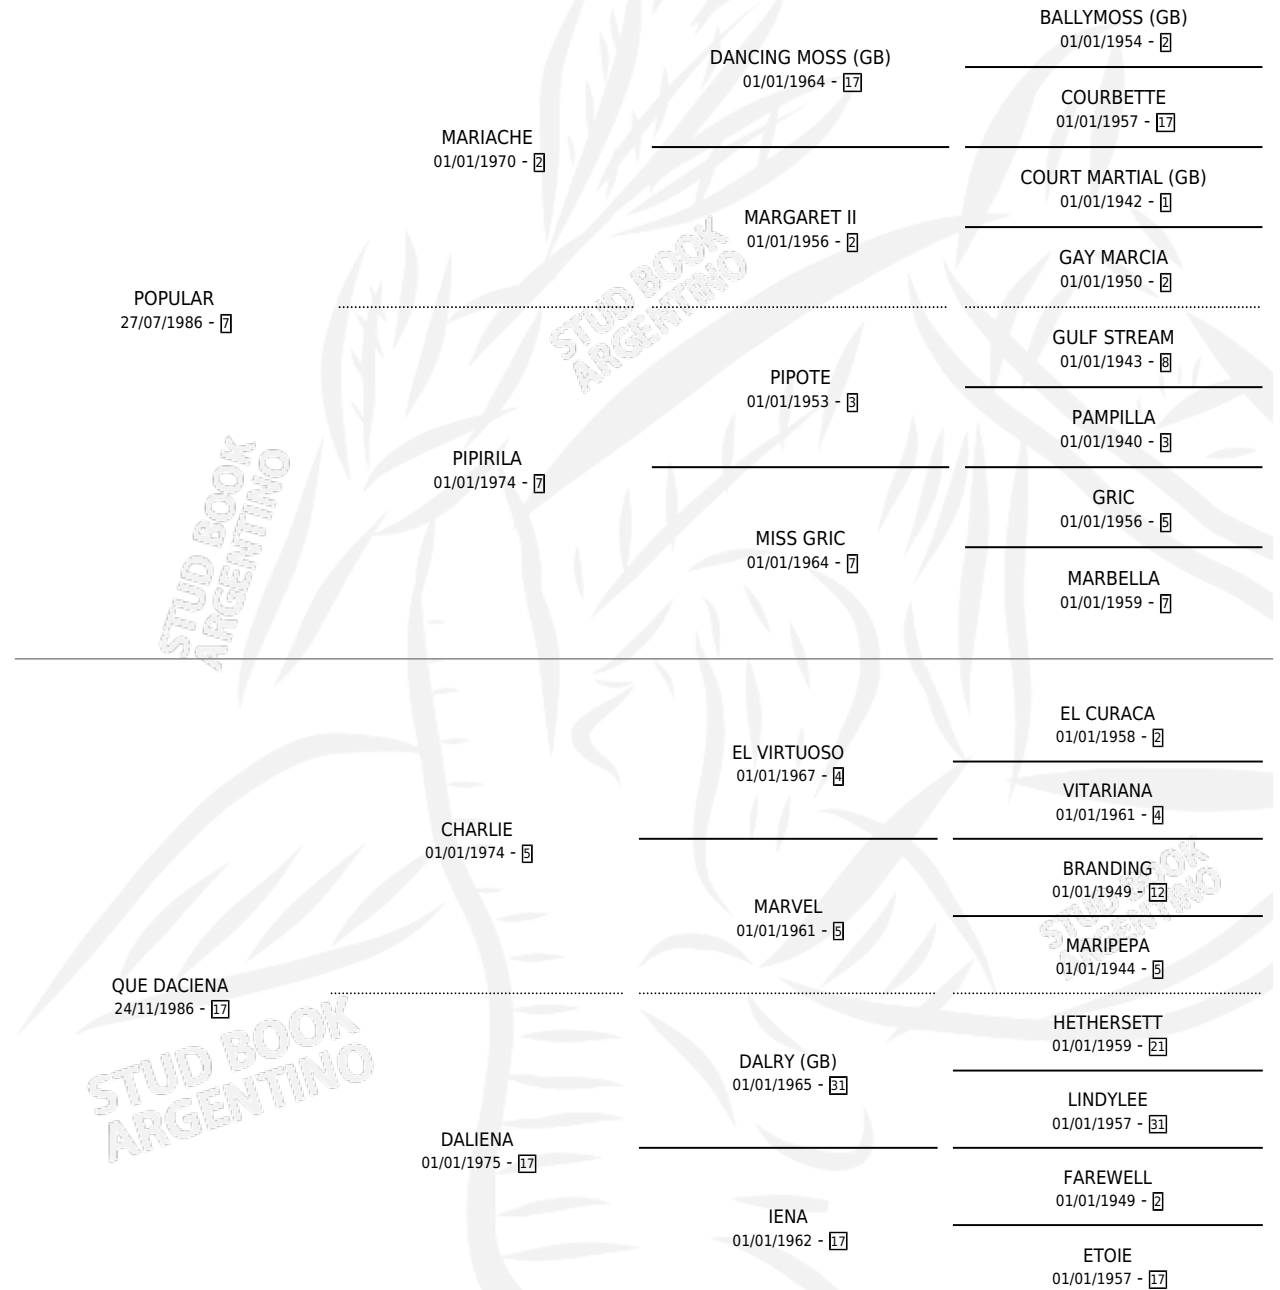 BALLYMOSS (GB)
01/01/1954 - 2
DANCING MOSS (GB)
01/01/1964 - 17
COURBETTE
01/01/1957 - 17
MARIACHE
01/01/1970 - 2
COURT MARTIAL (GB)
01/01/1942 - 1
MARGARET II
01/01/1956 - 2
GAY MARCIA
01/01/1950 - 2
POPULAR
27/07/1986 - 7
GULF STREAM
01/01/1943 - 8
PIPOTE
01/01/1953 - 3
PAMPILLA
01/01/1940 - 3
PIPIRILA
01/01/1974 - 7
GRIC
01/01/1956 - 5
MISS GRIC
01/01/1964 - 7
MARBELLA
01/01/1959 - 7
STUD BOOK
ARGENTINO
STUD BOOK
ARGENTINO
EL CURACA
01/01/1958 - 2
EL VIRTUOSO
01/01/1967 - 4
VITARIANA
01/01/1961 - 4
CHARLIE
01/01/1974 - 5
BRANDING
01/01/1949 - 12
MARVEL
01/01/1961 - 5
MARIPEPA
01/01/1944 - 5
QUE DACIENA
24/11/1986 - 17
HETHERSETT
01/01/1959 - 21
DALRY (GB)
01/01/1965 - 31
LINDYLEE
01/01/1957 - 31
DALIENA
01/01/1975 - 17
FAREWELL
01/01/1949 - 2
IENA
01/01/1962 - 17
ETOIE
01/01/1957 - 17
STUD BOOK
ARGENTINO
STUD BOOK
ARGENTINO